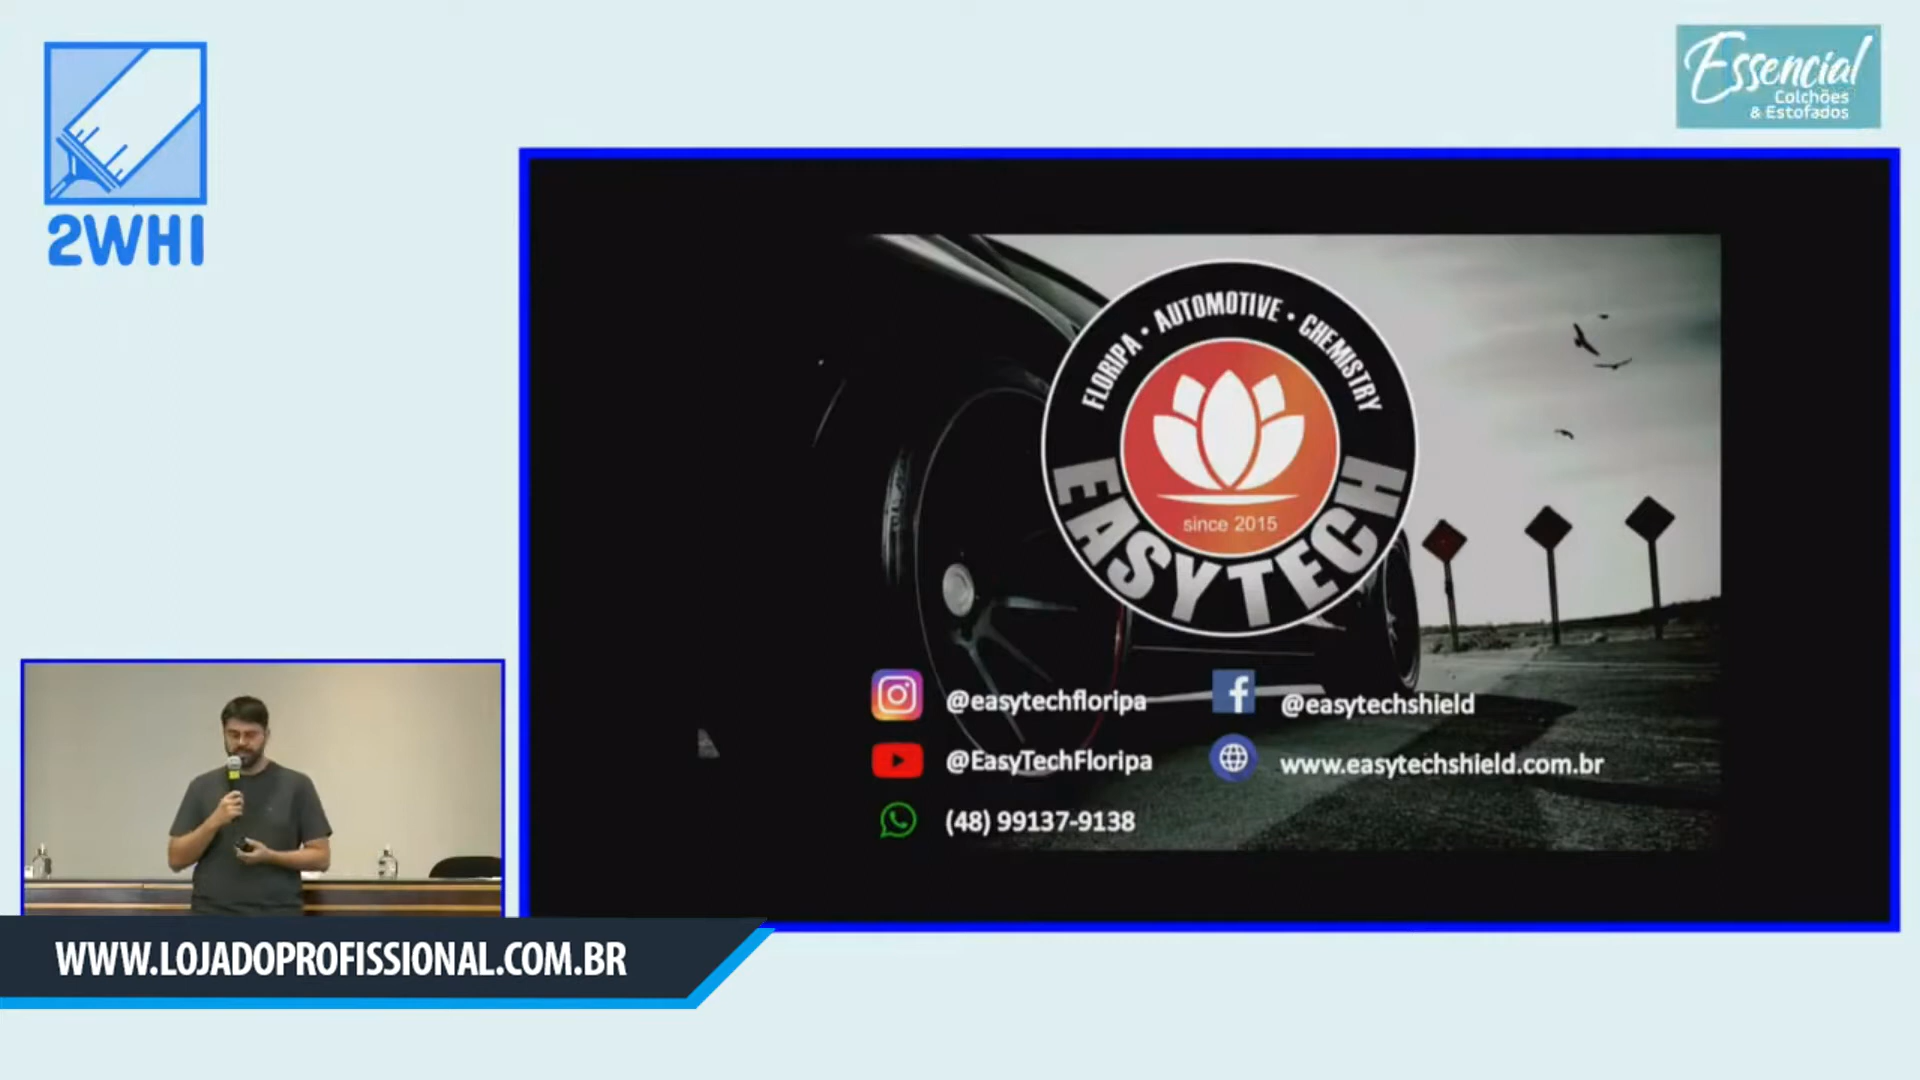 2WHI
Essencial
Colchões
& Estofados
FLORIPA • AUTOMOTIVE • CHEMISTRY
since 2015
EASYTECH
@easytechfloripa
@easytechshield
@EasyTechFloripa
www.easytechshield.com.br
(48) 99137-9138
WWW.LOJADOPROFISSIONAL.COM.BR